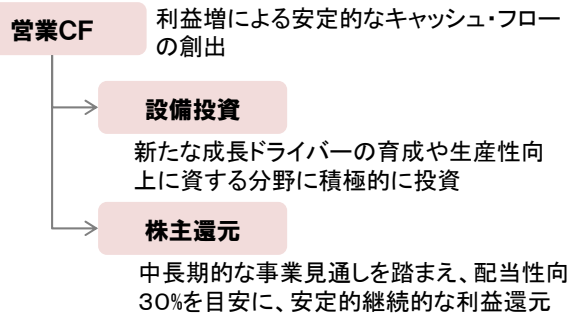 営業CF
利益増による安定的なキャッシュ・フロー
の創出
設備投資
新たな成長ドライバーの育成や生産性向
上に資する分野に積極的に投資
株主還元
中長期的な事業見通しを踏まえ、配当性向
30%を目安に、安定的継続的な利益還元